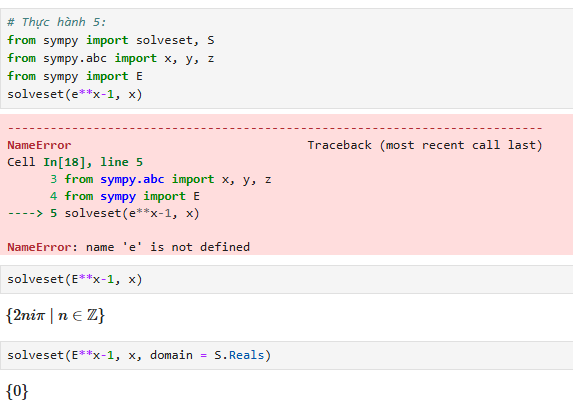 # Thực hành 5:
from sympy import solveset, S
from sympy.abc import x, y, z
from sympy import E
solveset(e**x-1, x)
---------------------------------------------------------------------------
NameError                                 Traceback (most recent call last)
Cell In[18], line 5
      3 from sympy.abc import x, y, z
      4 from sympy import E
----> 5 solveset(e**x-1, x)
NameError: name 'e' is not defined
solveset(E**x-1, x)
{2niπ | n ∈ ℤ}
solveset(E**x-1, x, domain = S.Reals)
{0}